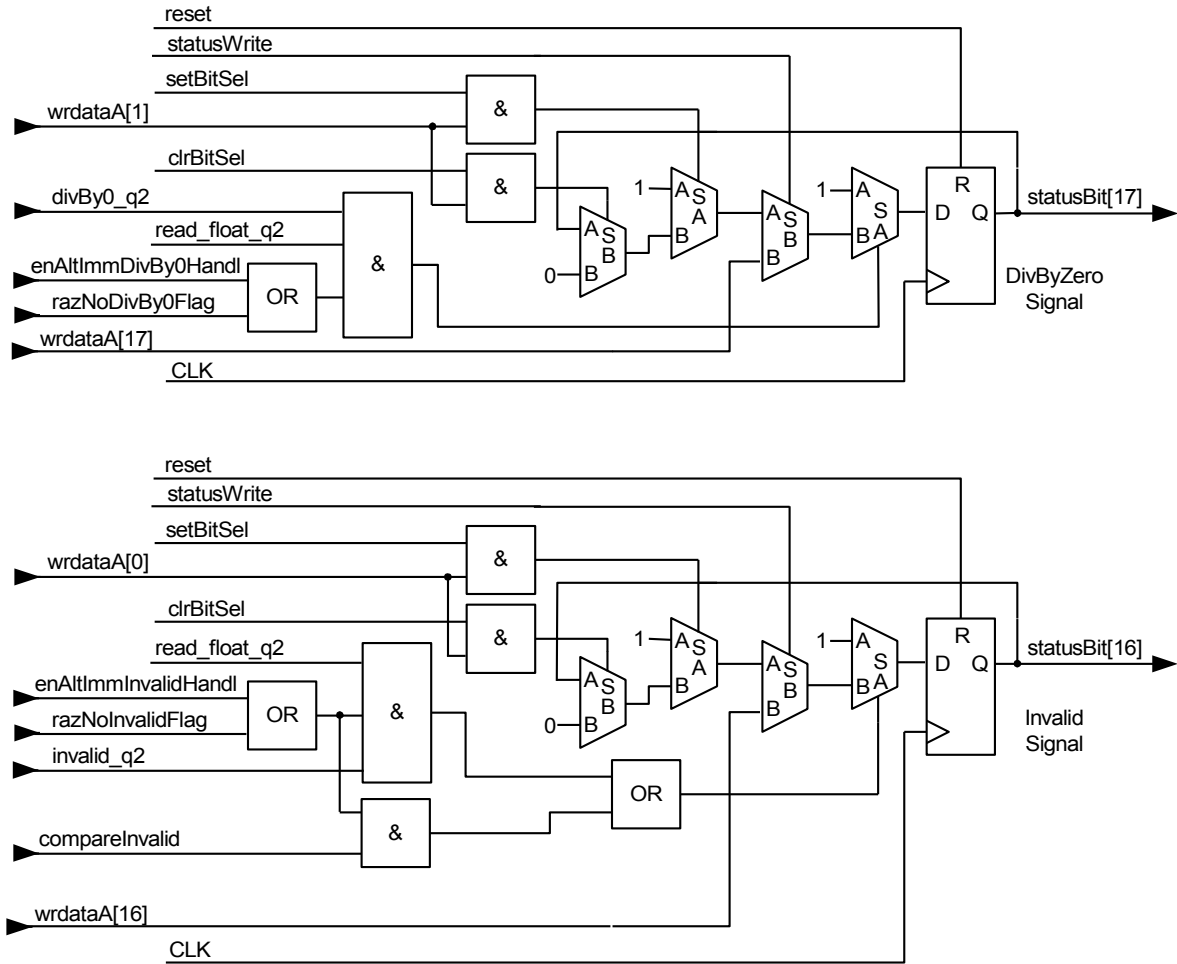 reset
statusWrite
setBitSel
&
wrdataA[1]
clrBitSel
&
1 A S A B
A S B B
1 A S B A
R
D Q
statusBit[17]
divBy0_q2
A S B
0 B
read_float_q2
&
enAltImmDivBy0Handl
OR
razNoDivBy0Flag
DivByZero
Signal
wrdataA[17]
CLK
reset
statusWrite
setBitSel
&
wrdataA[0]
clrBitSel
&
1 A S A B
A S B B
1 A S B A
R
D Q
statusBit[16]
read_float_q2
A S B
0 B
enAltImmInvalidHandl
OR
&
razNoInvalidFlag
Invalid
Signal
invalid_q2
OR
&
compareInvalid
wrdataA[16]
CLK